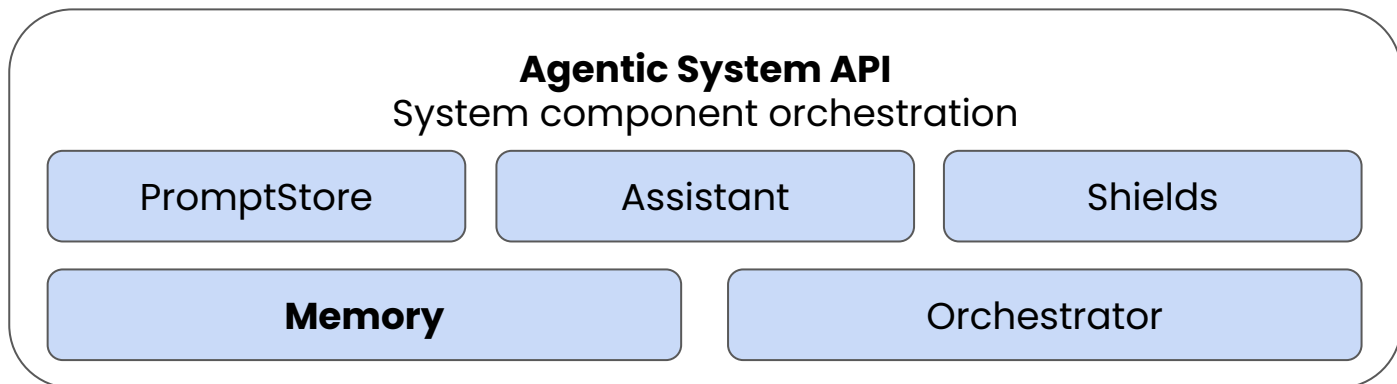 Agentic System API
System component orchestration
PromptStore
Assistant
Shields
Memory
Orchestrator